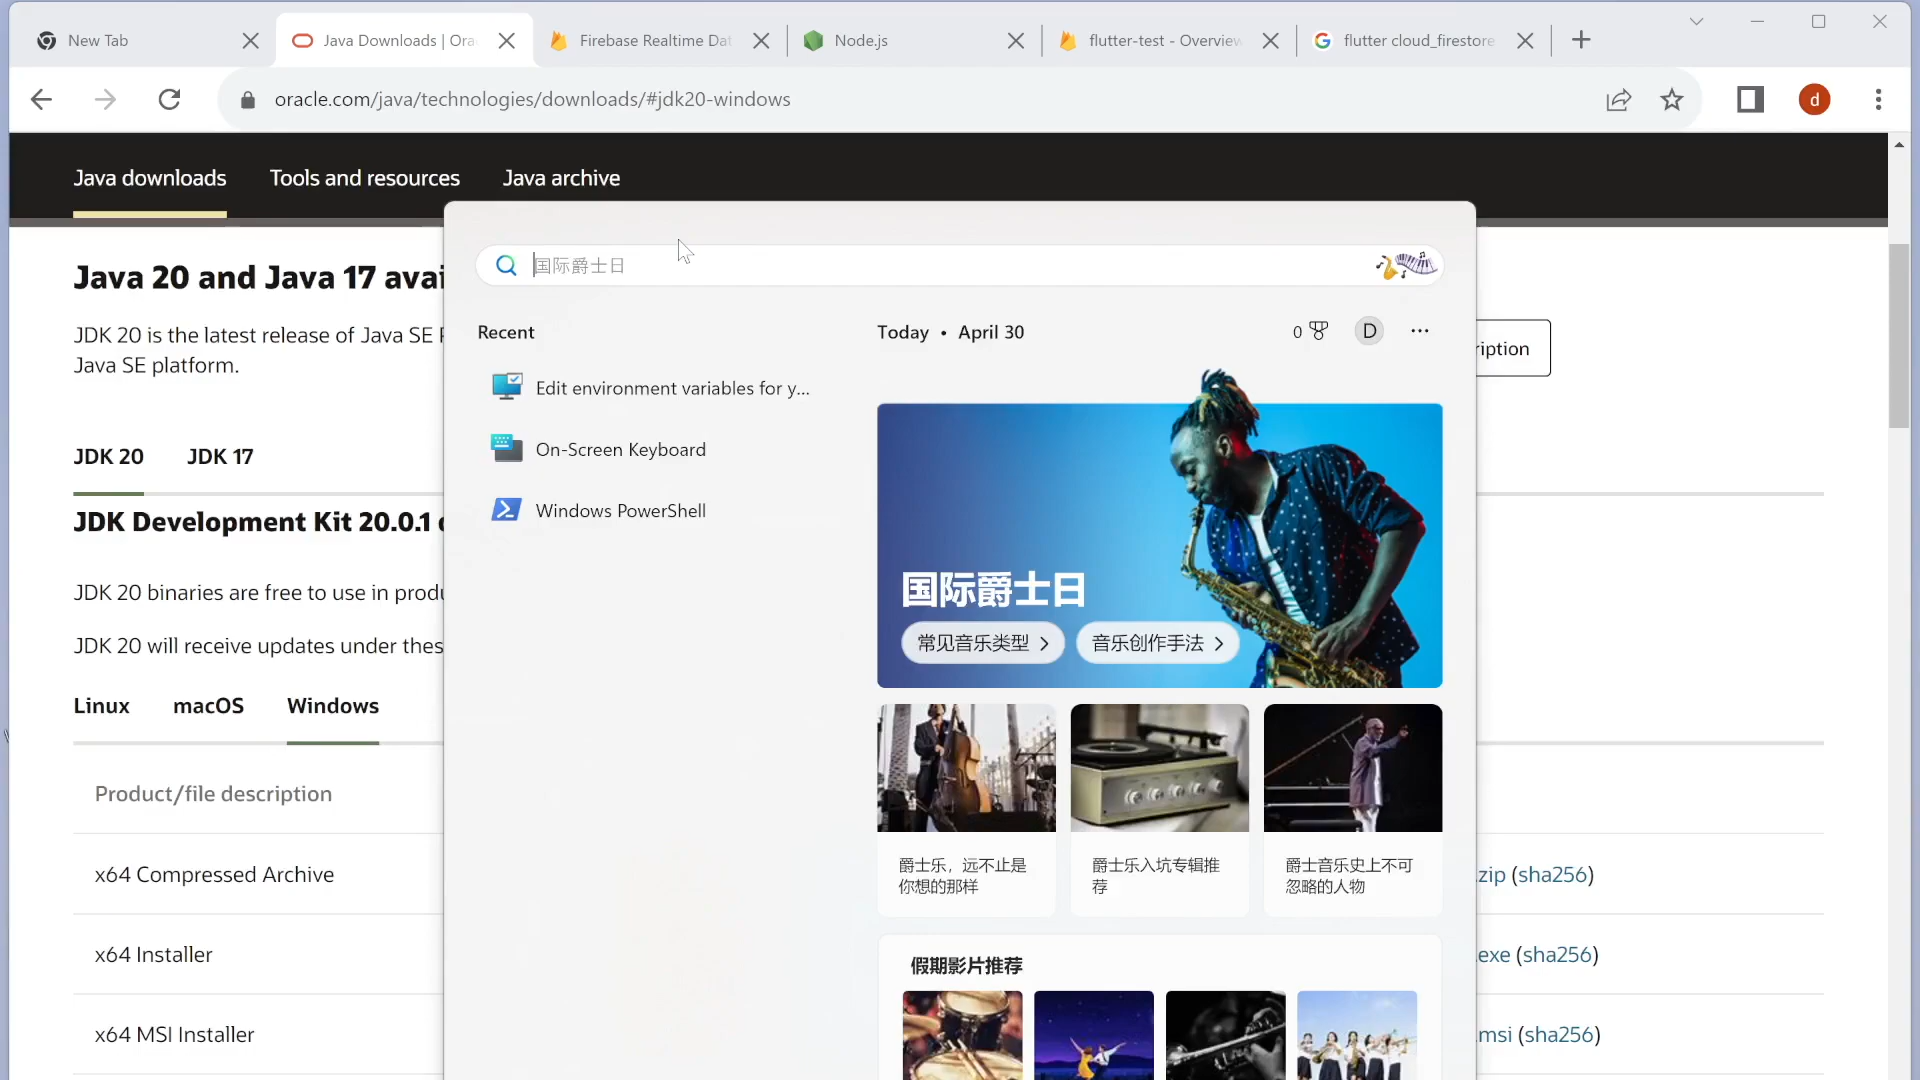 New Tab
Java Downloads | Ora
Firebase Realtime Dat
Node.js
flutter-test - Overview
flutter cloud_firestore
oracle.com/java/technologies/downloads/#jdk20-windows
d
Java downloads
Tools and resources
Java archive
Java 20 and Java 17 avai
JDK 20 is the latest release of Java SE
Java SE platform.
ription
JDK 20
JDK 17
JDK Development Kit 20.0.1
JDK 20 binaries are free to use in produ
JDK 20 will receive updates under thes
Linux
macOS
Windows
Product/file description
x64 Compressed Archive
.zip (sha256)
x64 Installer
.exe (sha256)
x64 MSI Installer
.msi (sha256)
国际爵士日
Recent
Edit environment variables for y...
On-Screen Keyboard
Windows PowerShell
Today • April 30
0
D
国际爵士日
常见音乐类型
音乐创作手法
爵士乐，远不止是
你想的那样
爵士乐入坑专辑推
荐
爵士音乐史上不可
忽略的人物
假期影片推荐